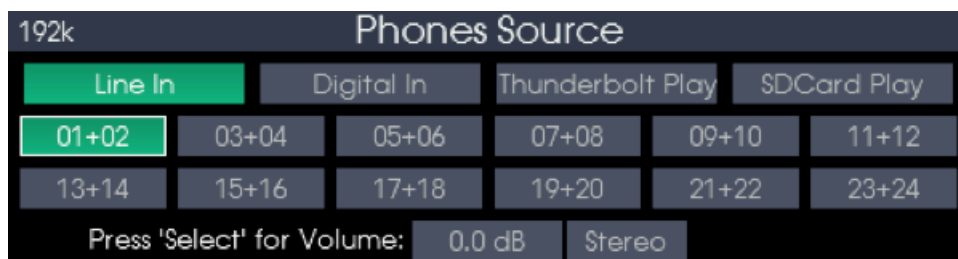 192k Phones Source
Line In Digital In Thunderbolt Play SDCard Play
01+02 03+04 05+06 07+08 09+10 11+12
13+14 15+16 17+18 19+20 21+22 23+24
Press 'Select' for Volume: 0.0 dB Stereo